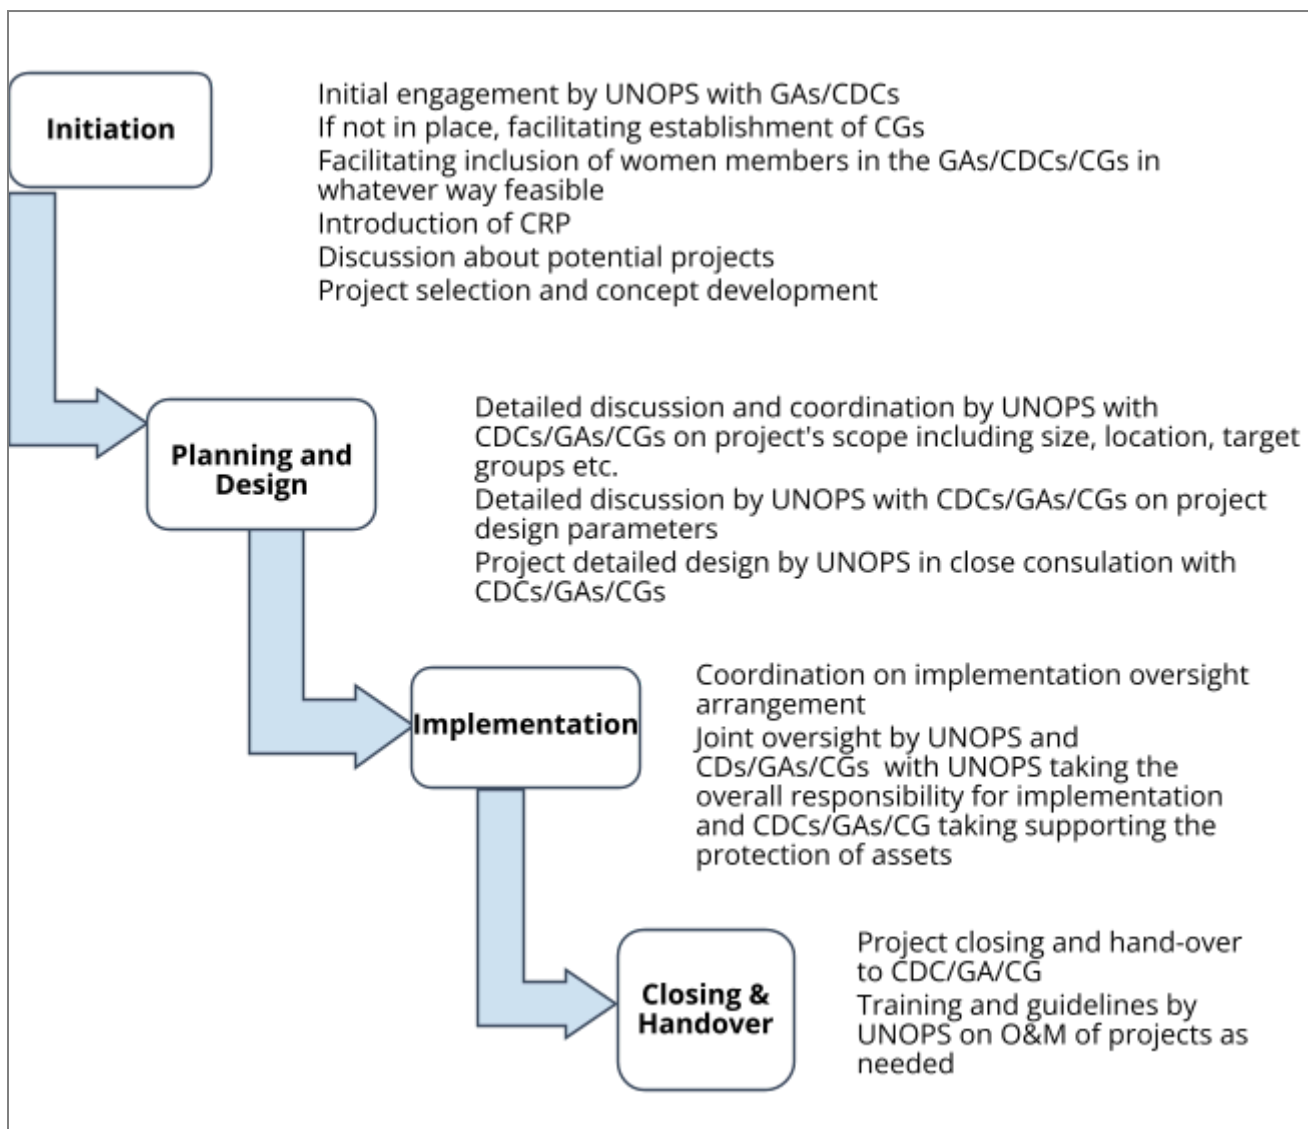 Initiation
Initial engagement by UNOPS with GAs/CDCs
If not in place, facilitating establishment of CGs
Facilitating inclusion of women members in the GAs/CDCs/CGs in
whatever way feasible
Introduction of CRP
Discussion about potential projects
Project selection and concept development
Planning and
Design
Detailed discussion and coordination by UNOPS with
CDCs/GAs/CGs on project's scope including size, location, target
groups etc.
Detailed discussion by UNOPS with CDCs/GAs/CGs on project
design parameters
Project detailed design by UNOPS in close consulation with
CDCs/GAs/CGs
Implementation
Coordination on implementation oversight
arrangement
Joint oversight by UNOPS and
CDs/GAs/CGs with UNOPS taking the
overall responsibility for implementation
and CDCs/GAs/CG taking supporting the
protection of assets
Closing &
Handover
Project closing and hand-over
to CDC/GA/CG
Training and guidelines by
UNOPS on O&M of projects as
needed